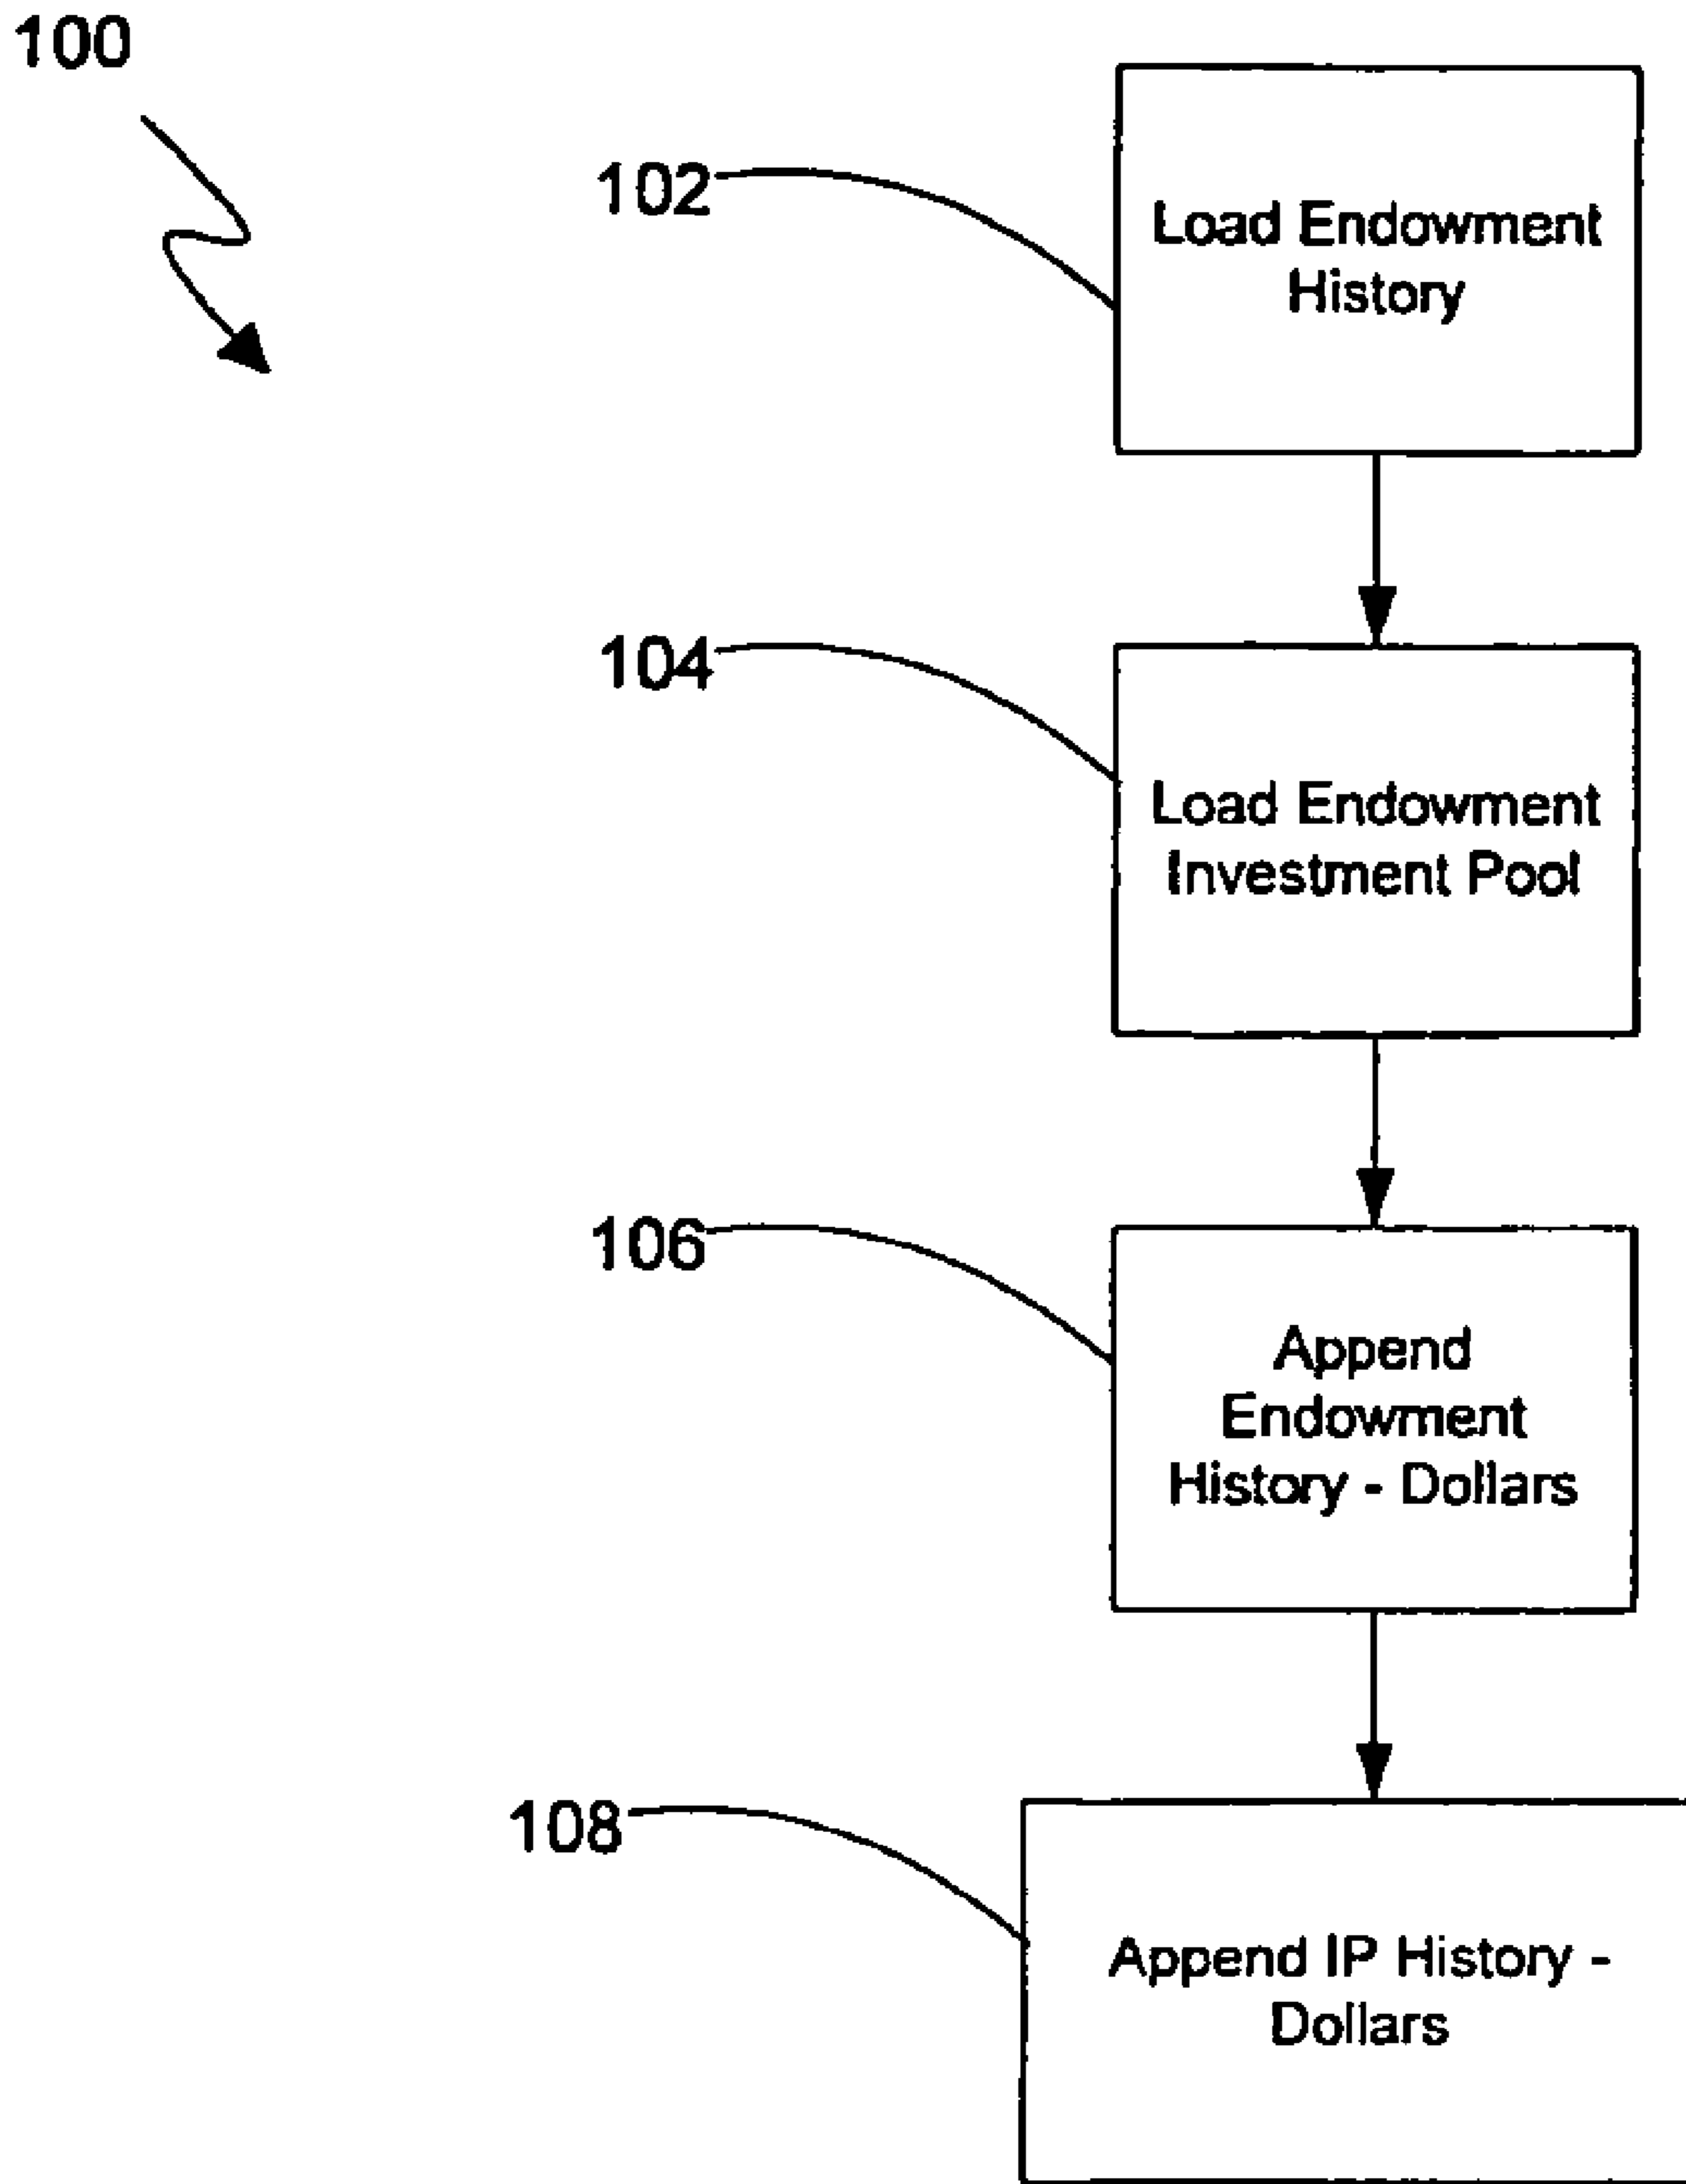 100
102
Load Endowment
History
104
Load Endowment
Investment Pool
106
Append
Endowment
History - Dollars
108
Append IP History -
Dollars